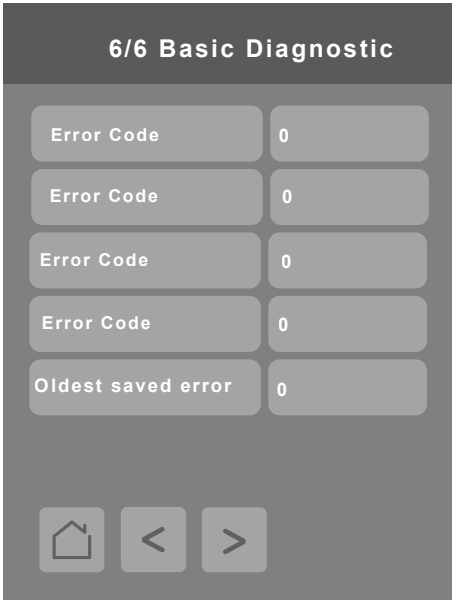 6/6 Basic Diagnostic
Error Code 0
Error Code 0
Error Code 0
Error Code 0
Oldest saved error 0
< >